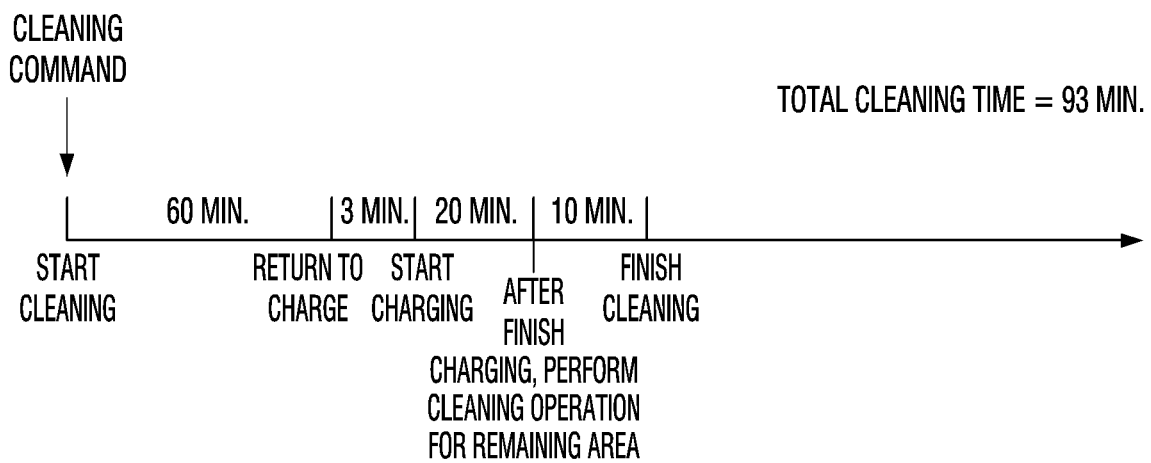 CLEANING
COMMAND
TOTAL CLEANING TIME = 93 MIN.
60 MIN.
3 MIN.
20 MIN.
10 MIN.
START
CLEANING
RETURN TO
CHARGE
START
CHARGING
AFTER
FINISH
CHARGING, PERFORM
CLEANING OPERATION
FOR REMAINING AREA
FINISH
CLEANING